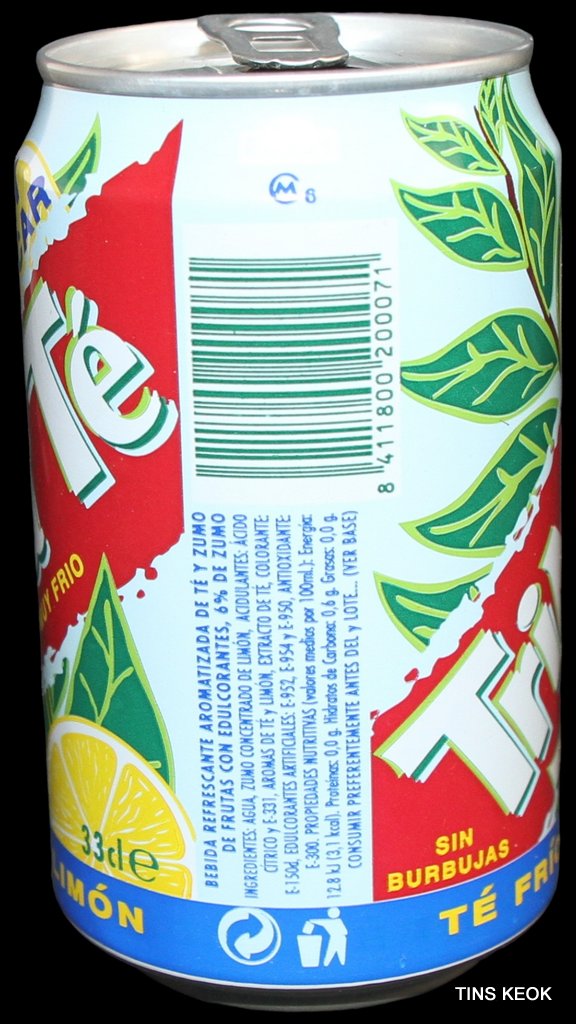 AR
M 6
Té
8 411800 200071
UY FRIO
BEBIDA REFRESCANTE AROMATIZADA DE TÉ Y ZUMO
DE FRUTAS CON EDULCORANTES, 6% DE ZUMO
INGREDIENTES: AGUA, ZUMO CONCENTRADO DE LIMÓN, ACIDULANTES: ÁCIDO
CÍTRICO y E-331, AROMAS DE TÉ y LIMÓN, EXTRACTO DE TÉ, COLORANTE:
E-150d, EDULCORANTES ARTIFICIALES: E-952, E-954 y E-950, ANTIOXIDANTE:
E-300. PROPIEDADES NUTRITIVAS (valores medios por 100mL): Energía:
12.8 kJ (3,1 kcal). Proteínas: 0,0 g. Hidratos de Carbono: 0,6 g. Grasas: 0,0 g.
CONSUMIR PREFERENTEMENTE ANTES DEL y LOTE... (VER BASE)
33cl e
LIMÓN
Tri
SIN
BURBUJAS
TÉ FRÍ
TINS KEOK